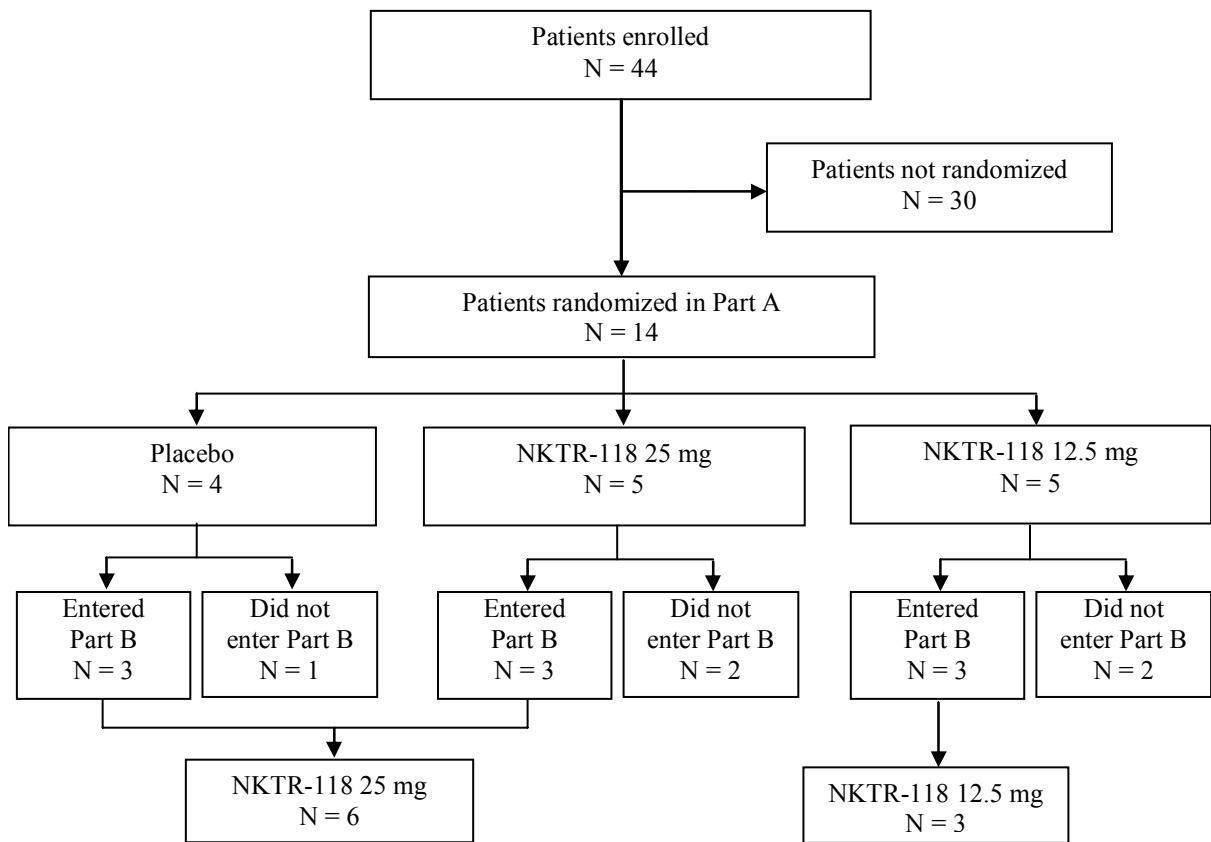 Patients enrolled
N = 44
Patients not randomized
N = 30
Patients randomized in Part A
N = 14
Placebo
N = 4
NKTR-118 25 mg
N = 5
NKTR-118 12.5 mg
N = 5
Entered
Part B
N = 3
Did not
enter Part B
N = 1
Entered
Part B
N = 3
Did not
enter Part B
N = 2
Entered
Part B
N = 3
Did not
enter Part B
N = 2
NKTR-118 25 mg
N = 6
NKTR-118 12.5 mg
N = 3